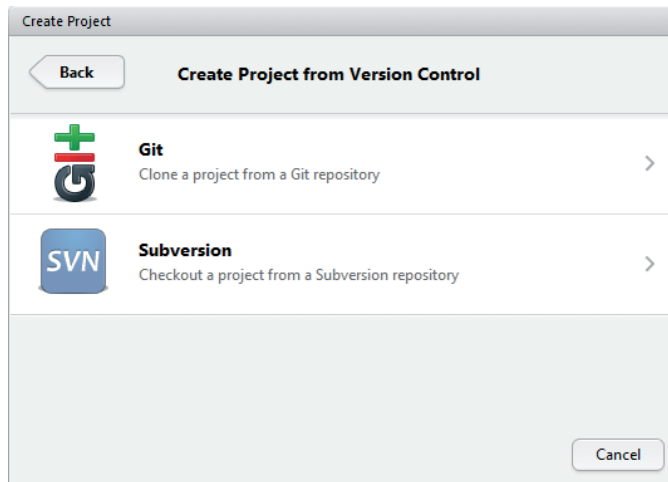 Create Project
Back
Create Project from Version Control
Git
Clone a project from a Git repository
SVN
Subversion
Checkout a project from a Subversion repository
Cancel